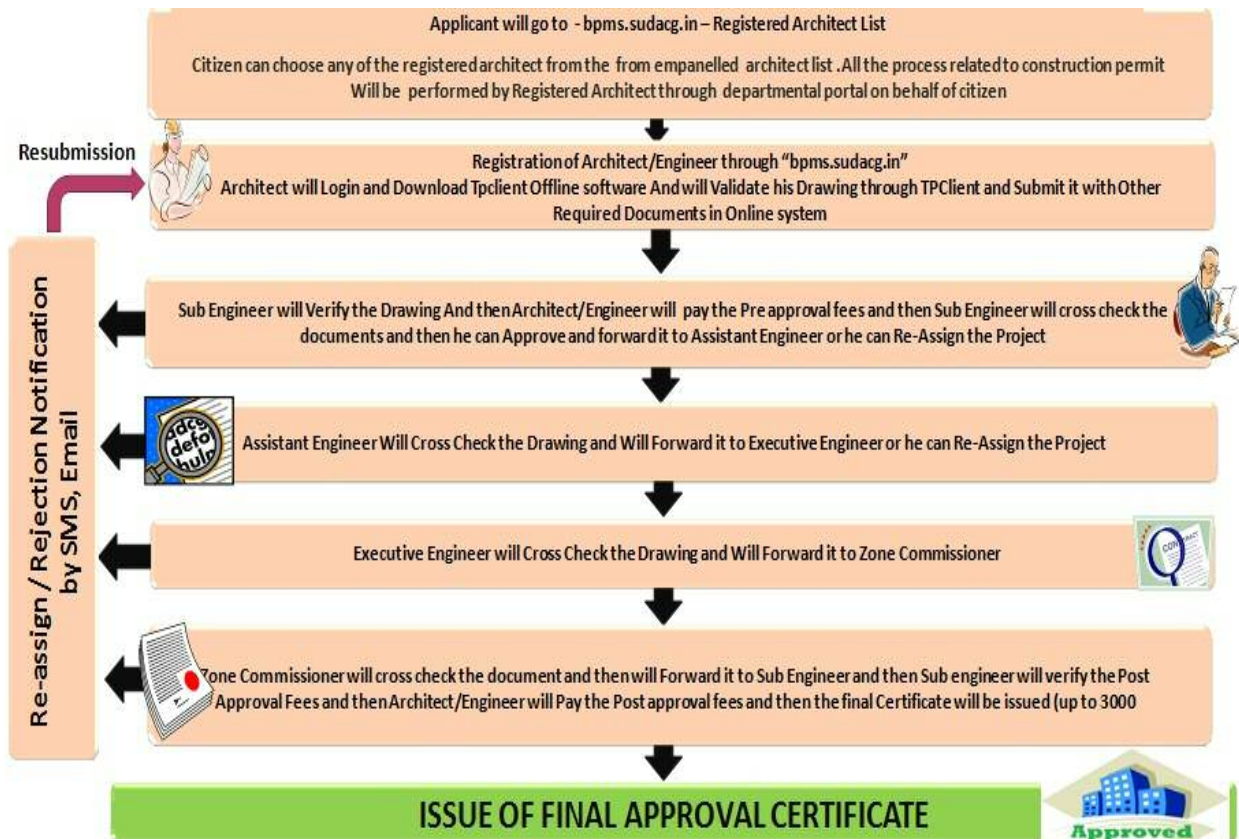 Applicant will go to - bpms.sudacg.in – Registered Architect List
Citizen can choose any of the registered architect from the from empanelled architect list .All the process related to construction permit
Will be performed by Registered Architect through departmental portal on behalf of citizen
Resubmission
Registration of Architect/Engineer through “bpms.sudacg.in”
Architect will Login and Download Tpclient Offline software And will Validate his Drawing through TPClient and Submit it with Other
Required Documents in Online system
Re-assign / Rejection Notification
by SMS, Email
Sub Engineer will Verify the Drawing And then Architect/Engineer will pay the Pre approval fees and then Sub Engineer will cross check the
documents and then he can Approve and forward it to Assistant Engineer or he can Re-Assign the Project
Assistant Engineer Will Cross Check the Drawing and Will Forward it to Executive Engineer or he can Re-Assign the Project
Executive Engineer will Cross Check the Drawing and Will Forward it to Zone Commissioner
Zone Commissioner will cross check the document and then will Forward it to Sub Engineer and then Sub engineer will verify the Post
Approval Fees and then Architect/Engineer will Pay the Post approval fees and then the final Certificate will be issued (up to 3000
ISSUE OF FINAL APPROVAL CERTIFICATE
Approved